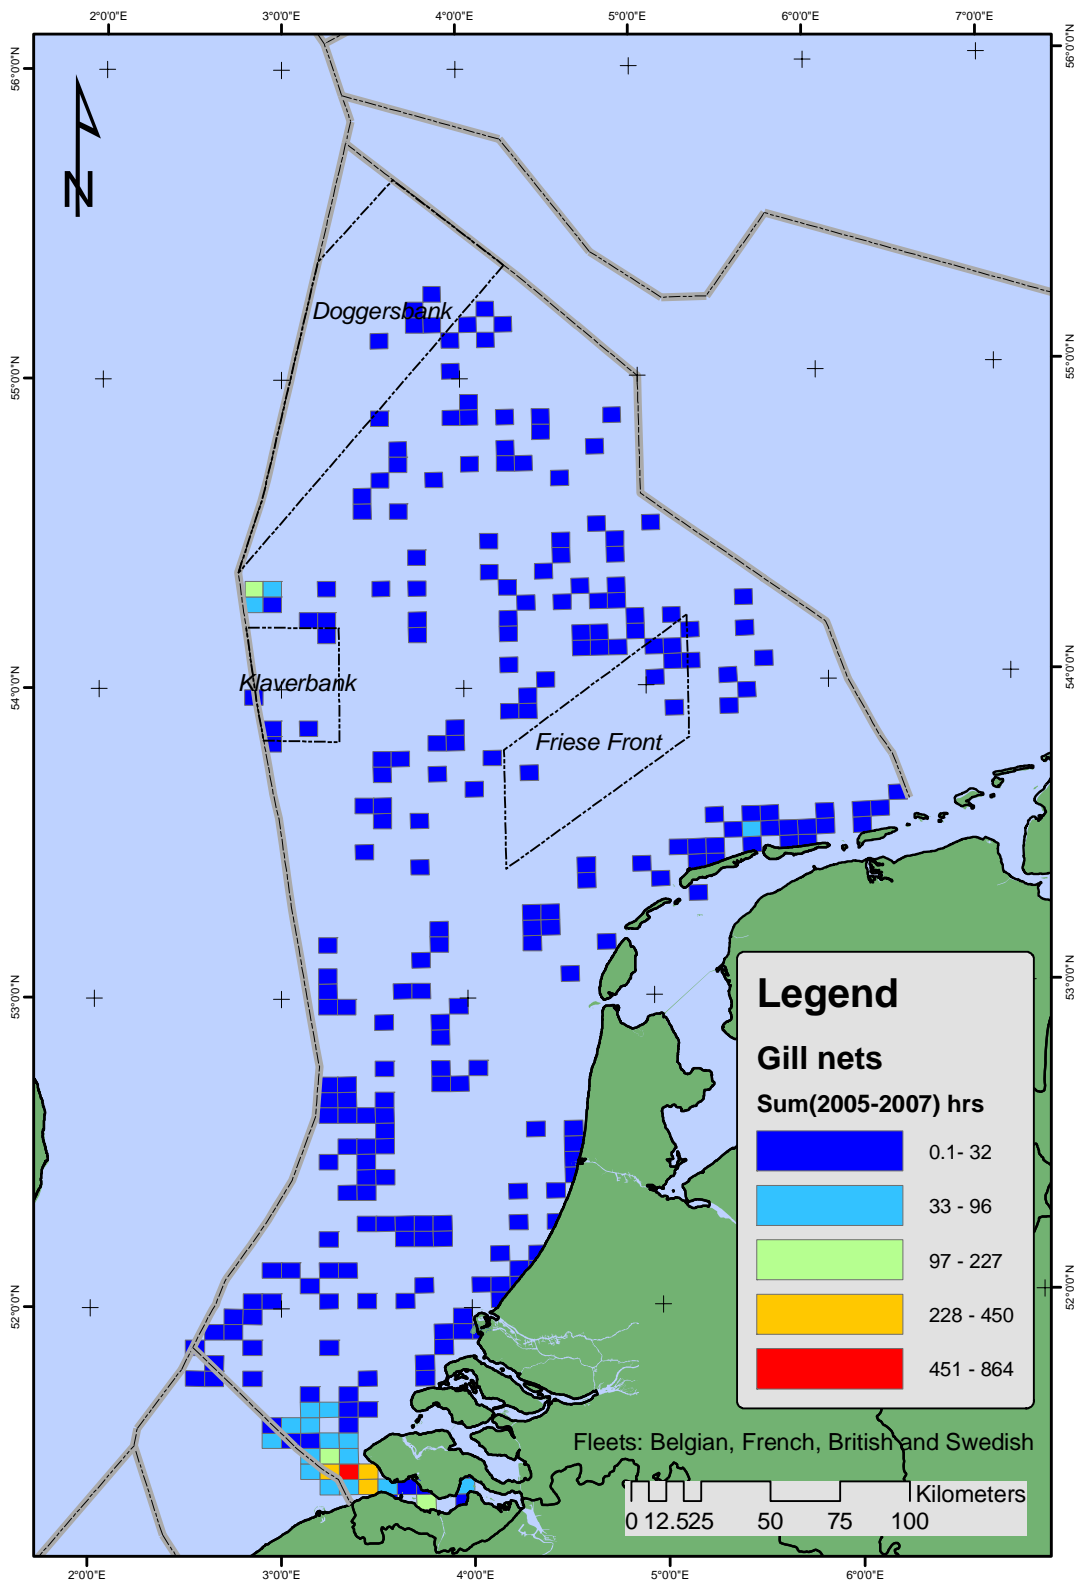 2°0'0"E 3°0'0"E 4°0'0"E 5°0'0"E 6°0'0"E 7°0'0"E
56°0'0"N 56°0'0"N
N
Doggersbank
55°0'0"N 55°0'0"N
54°0'0"N 54°0'0"N
Klaverbank
Friese Front
53°0'0"N 53°0'0"N
Legend
Gill nets
Sum(2005-2007) hrs
0.1- 32
33 - 96
97 - 227
228 - 450
451 - 864
52°0'0"N 52°0'0"N
Fleets: Belgian, French, British and Swedish
Kilometers
0 12.525 50 75 100
2°0'0"E 3°0'0"E 4°0'0"E 5°0'0"E 6°0'0"E